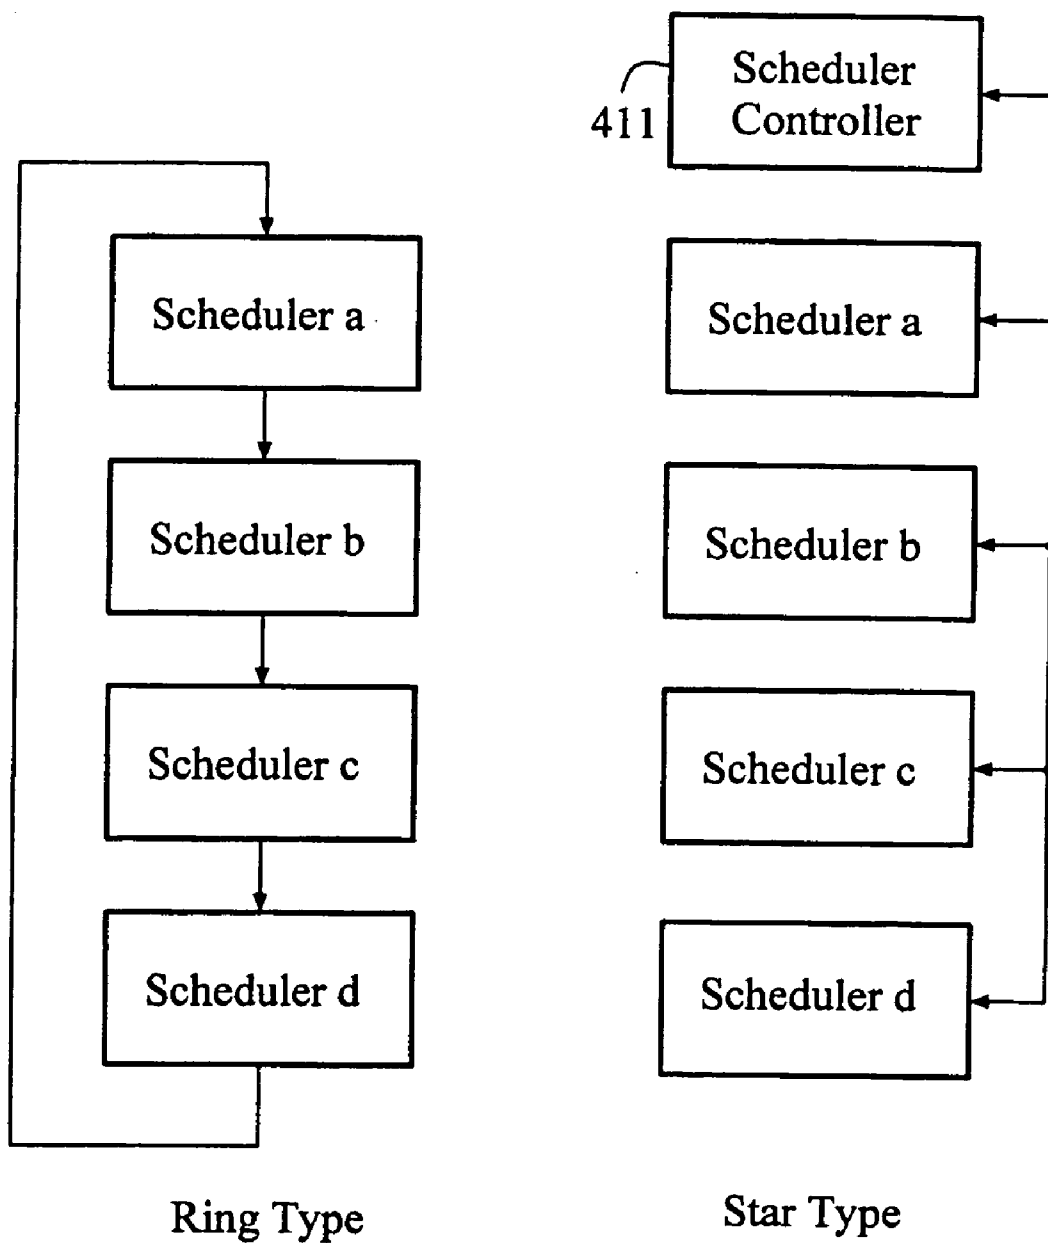 Scheduler
Controller
411
Scheduler a
Scheduler b
Scheduler c
Scheduler d
Ring Type
Scheduler a
Scheduler b
Scheduler c
Scheduler d
Star Type